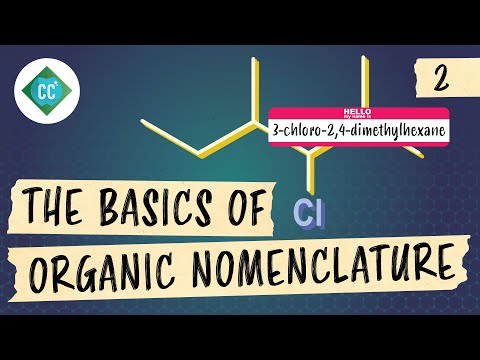 CC
2
HELLO
my name is
3-chloro-2,4-dimethylhexane
Cl
THE BASICS OF
ORGANIC NOMENCLATURE